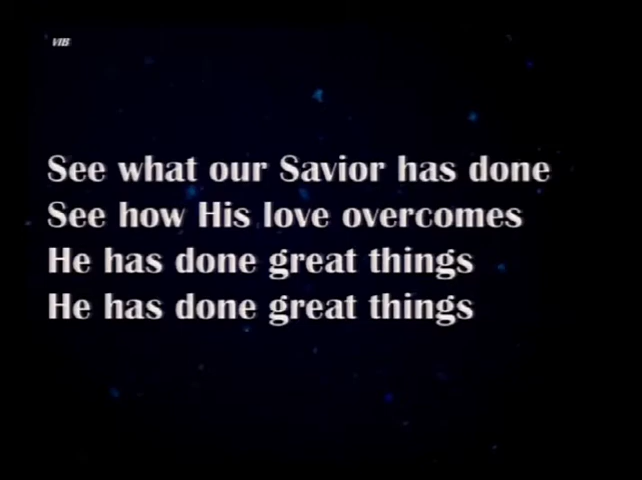 VIB
See what our Savior has done
See how His love overcomes
He has done great things
He has done great things